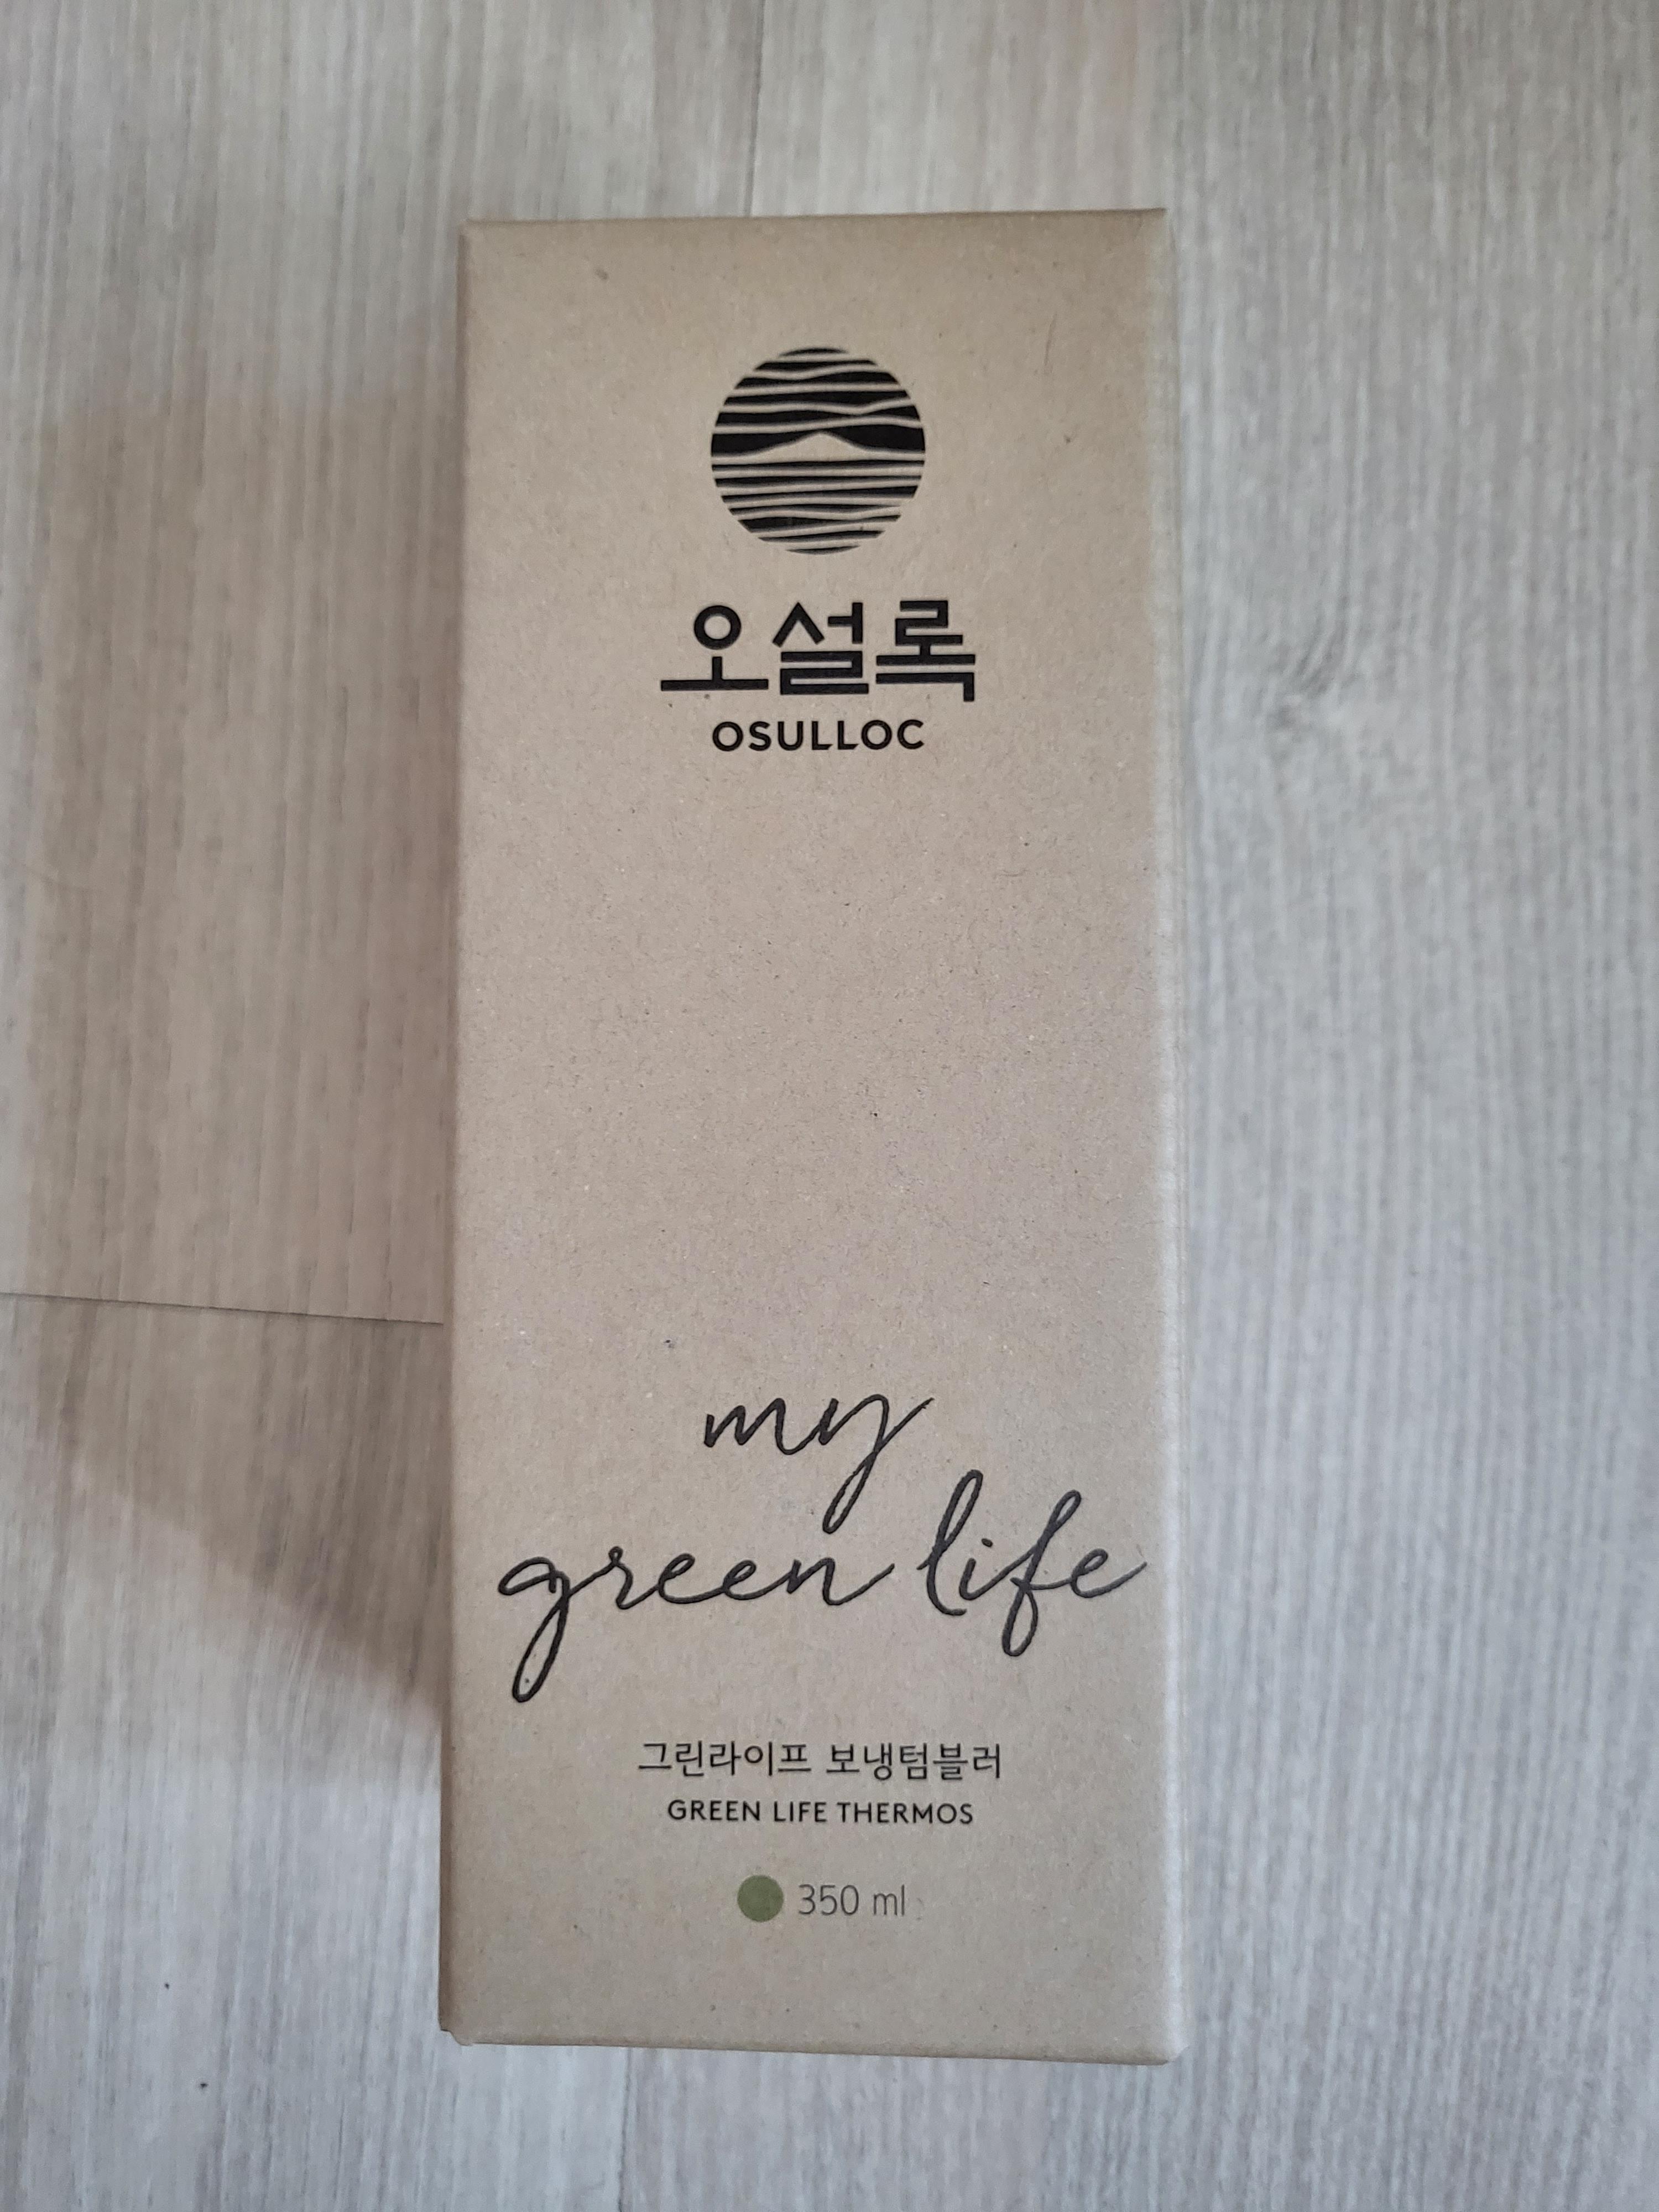 오설록
OSULLOC
my
green life
그린라이프 보냉텀블러
GREEN LIFE THERMOS
350 ml